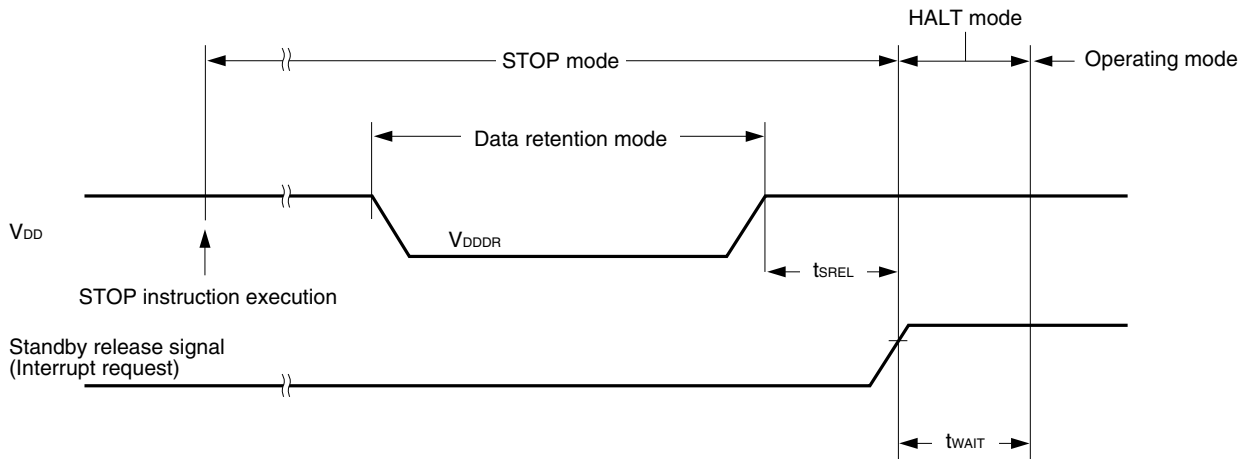 HALT mode
STOP mode
Operating mode
Data retention mode
VDD
VDDDR
tSREL
STOP instruction execution
Standby release signal
(Interrupt request)
tWAIT